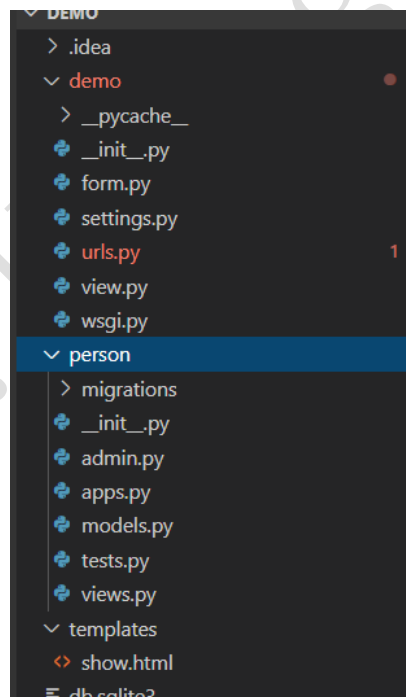 DEMO
.idea
demo
__pycache__
__init__.py
form.py
settings.py
urls.py 1
view.py
wsgi.py
person
migrations
__init__.py
admin.py
apps.py
models.py
tests.py
views.py
templates
show.html
db.sqlite3